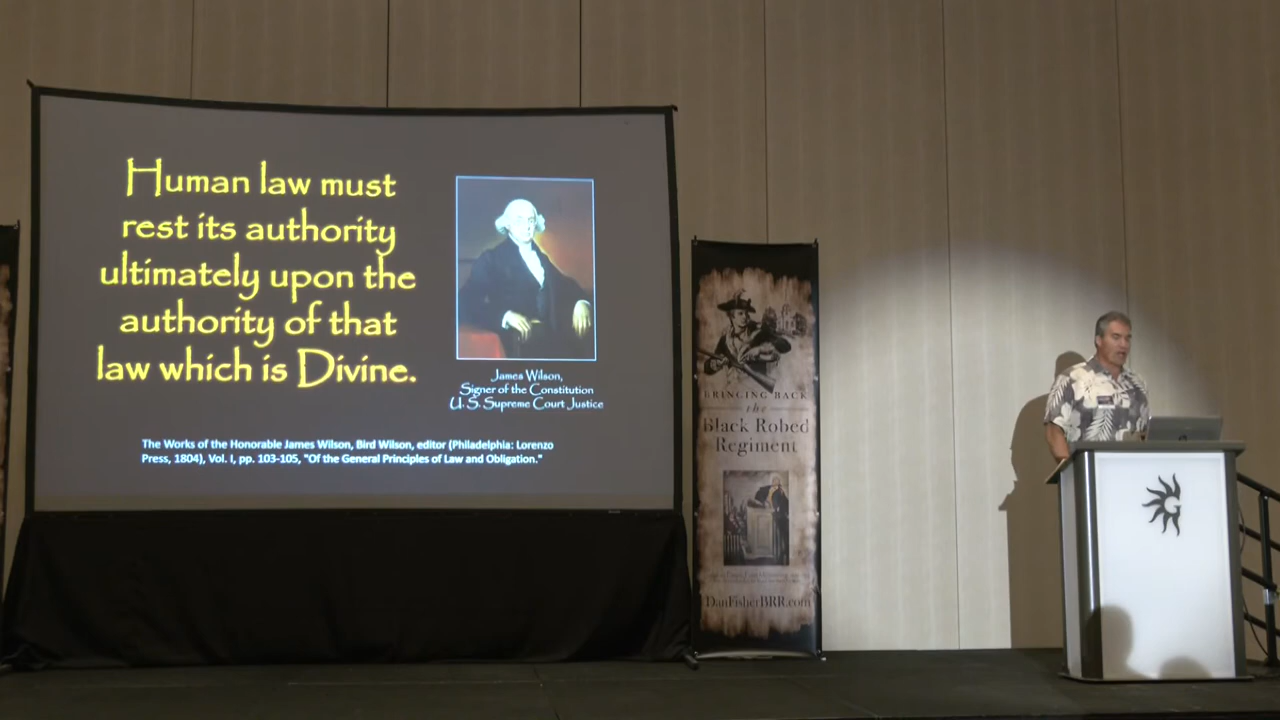 Human law must
rest its authority
ultimately upon the
authority of that
law which is Divine.
James Wilson,
Signer of the Constitution
U. S. Supreme Court Justice
The Works of the Honorable James Wilson, Bird Wilson, editor (Philadelphia: Lorenzo
Press, 1804), Vol. I, pp. 103-105, "Of the General Principles of Law and Obligation."
BRINGING BACK
the
Black Robed
Regiment
DanFisherBRR.com